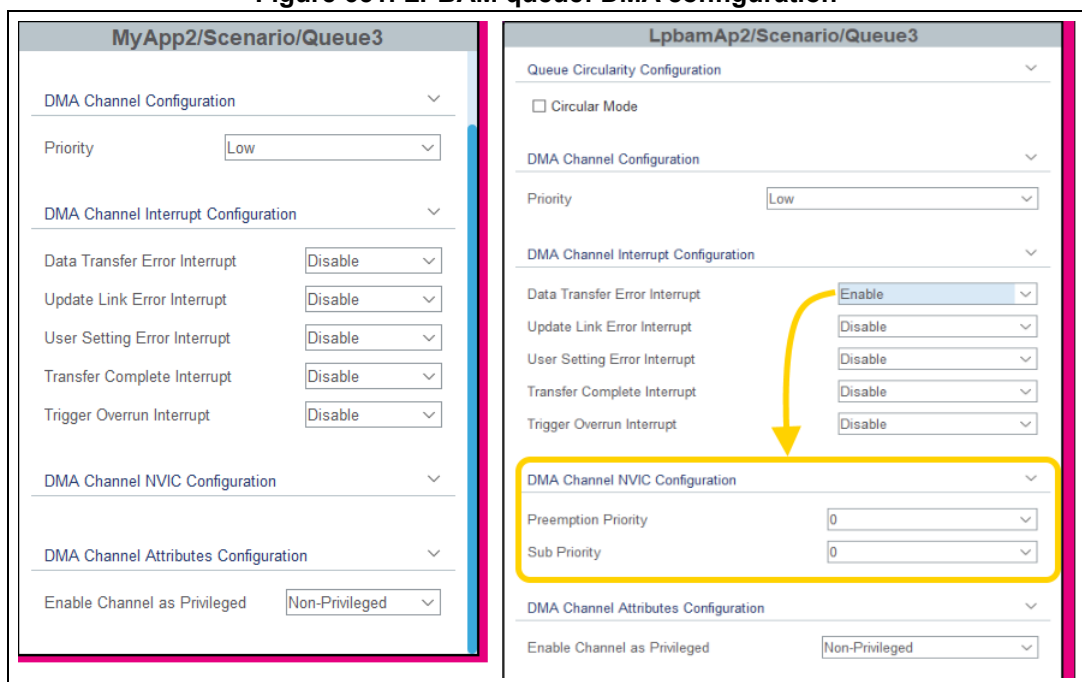 MyApp2/Scenario/Queue3
DMA Channel Configuration
Priority Low
DMA Channel Interrupt Configuration
Data Transfer Error Interrupt Disable
Update Link Error Interrupt Disable
User Setting Error Interrupt Disable
Transfer Complete Interrupt Disable
Trigger Overrun Interrupt Disable
DMA Channel NVIC Configuration
DMA Channel Attributes Configuration
Enable Channel as Privileged Non-Privileged
LpbamAp2/Scenario/Queue3
Queue Circularity Configuration
Circular Mode
DMA Channel Configuration
Priority Low
DMA Channel Interrupt Configuration
Data Transfer Error Interrupt Enable
Update Link Error Interrupt Disable
User Setting Error Interrupt Disable
Transfer Complete Interrupt Disable
Trigger Overrun Interrupt Disable
DMA Channel NVIC Configuration
Preemption Priority 0
Sub Priority 0
DMA Channel Attributes Configuration
Enable Channel as Privileged Non-Privileged